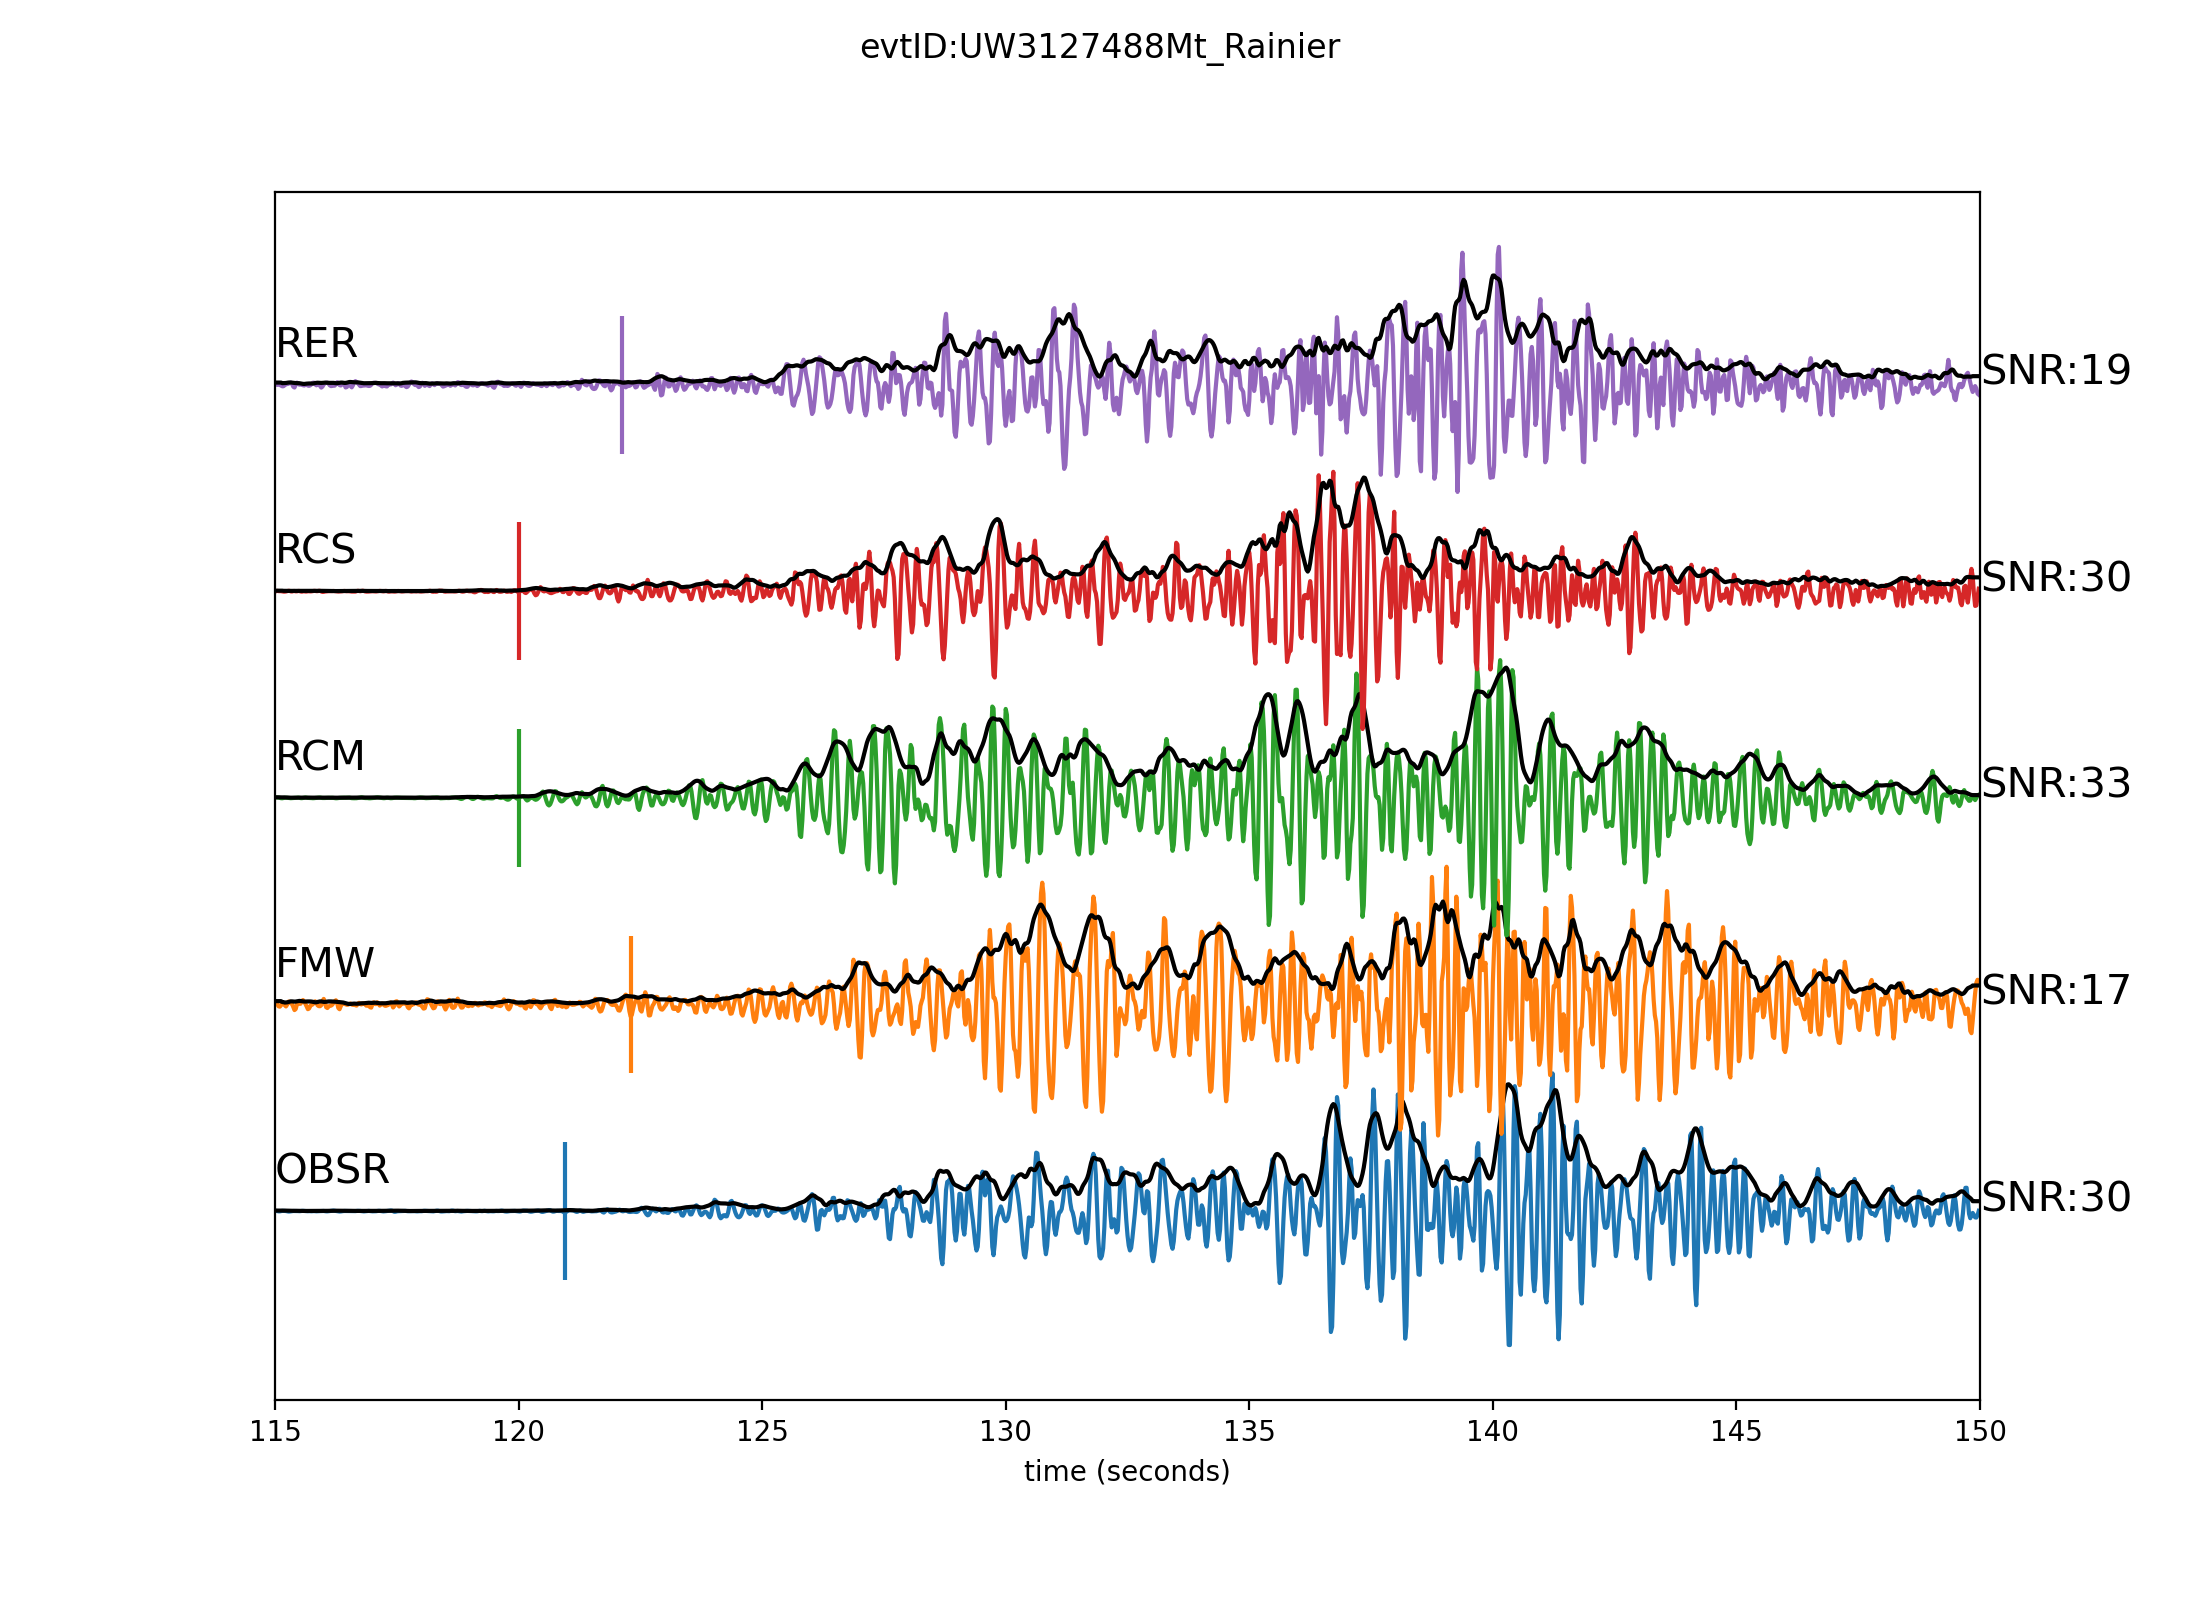 evtID:UW3127488Mt_Rainier
RER
SNR:19
RCS
SNR:30
RCM
SNR:33
FMW
SNR:17
OBSR
SNR:30
115 120 125 130 135 140 145 150
time (seconds)